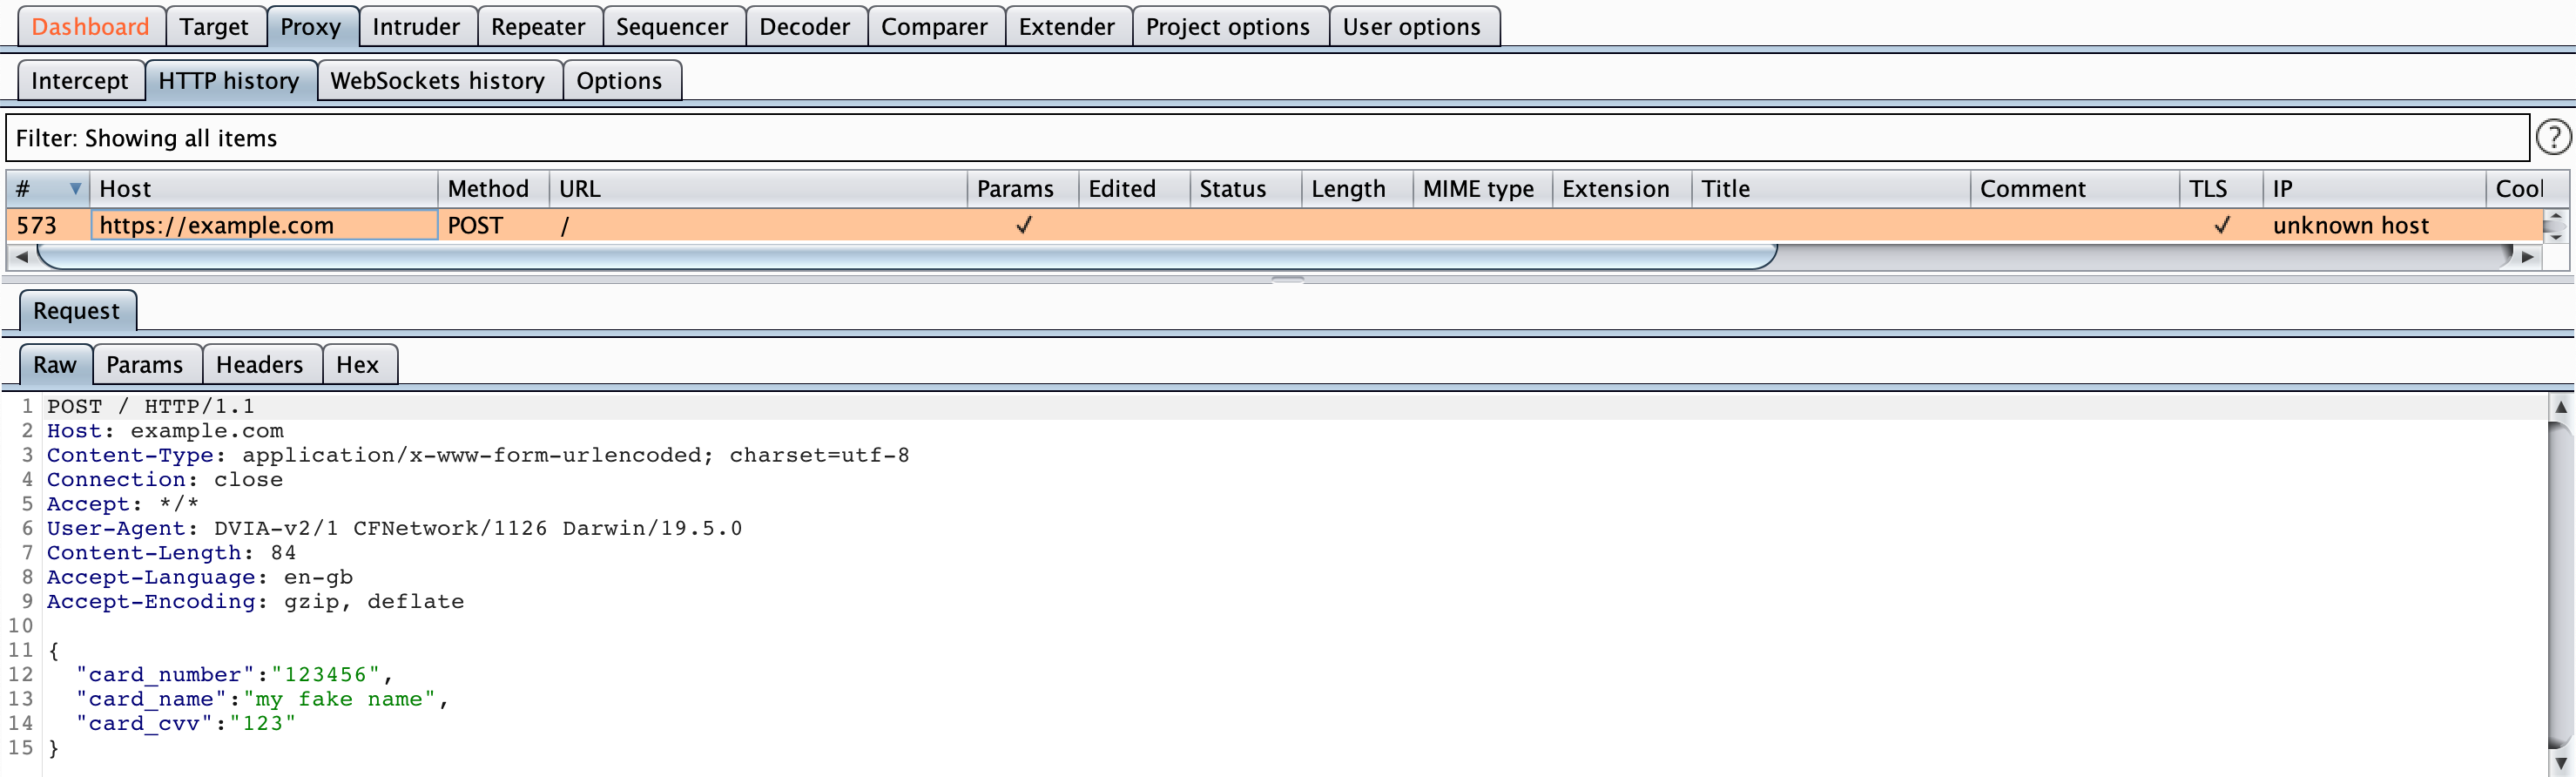 Dashboard Target Proxy Intruder Repeater Sequencer Decoder Comparer Extender Project options User options
Intercept HTTP history WebSockets history Options
Filter: Showing all items ?
# Host Method URL Params Edited Status Length MIME type Extension Title Comment TLS IP Cool
573 https://example.com POST / ✓ ✓ unknown host
Request
Raw Params Headers Hex
1 POST / HTTP/1.1
2 Host: example.com
3 Content-Type: application/x-www-form-urlencoded; charset=utf-8
4 Connection: close
5 Accept: */*
6 User-Agent: DVIA-v2/1 CFNetwork/1126 Darwin/19.5.0
7 Content-Length: 84
8 Accept-Language: en-gb
9 Accept-Encoding: gzip, deflate
10
11 {
12 "card_number":"123456",
13 "card_name":"my fake name",
14 "card_cvv":"123"
15 }